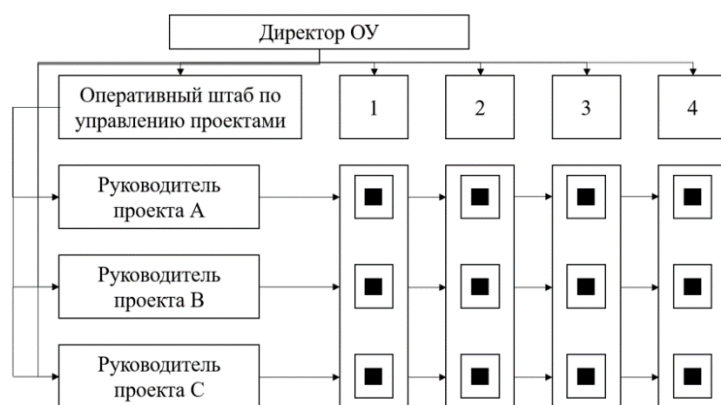 Директор ОУ
Оперативный штаб по
управлению проектами
1
2
3
4
Руководитель
проекта А
Руководитель
проекта В
Руководитель
проекта С